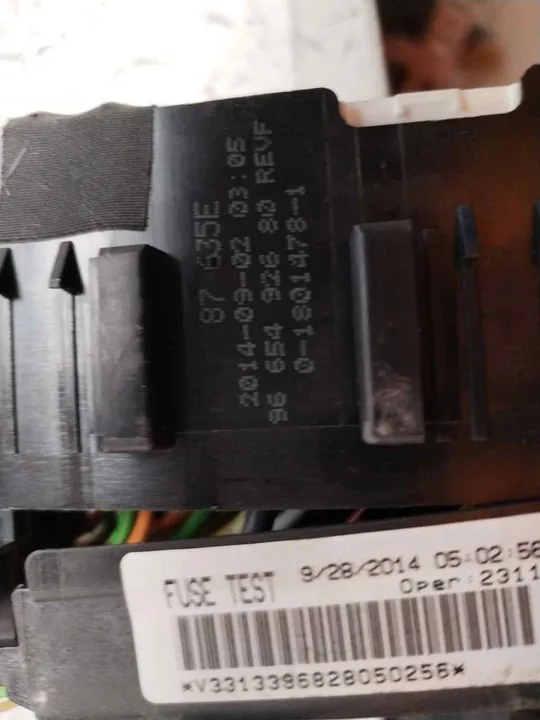 87 635E
2014-09-02 03:05
96 654 926 80 REVF
0-1801478-1
FUSE TEST 9/28/2014 05:02:56
Oper:2311
*V3313396828050256*